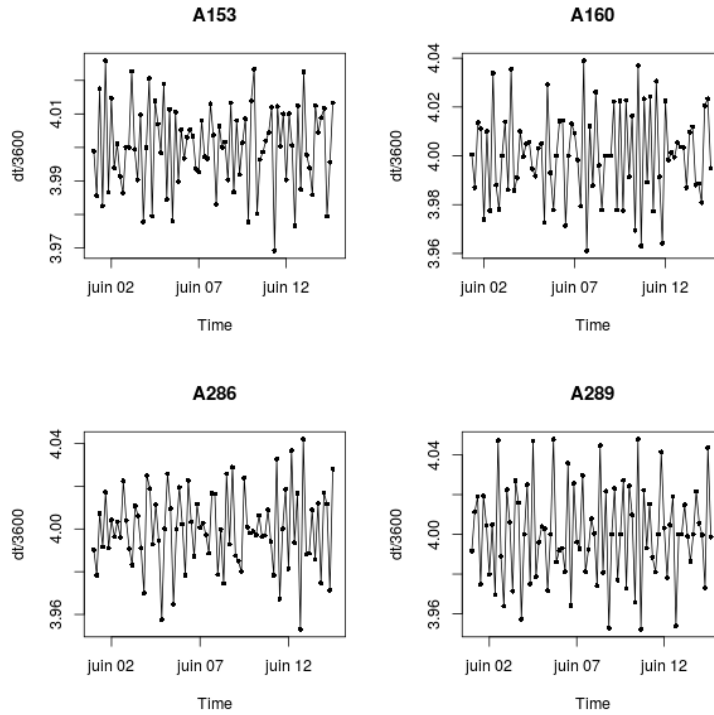 A153
dt/3600
4.01
3.99
3.97
juin 02
juin 07
juin 12
Time
A160
dt/3600
4.04
4.02
4.00
3.98
3.96
juin 02
juin 07
juin 12
Time
A286
dt/3600
4.04
4.00
3.96
juin 02
juin 07
juin 12
Time
A289
dt/3600
4.04
4.00
3.96
juin 02
juin 07
juin 12
Time